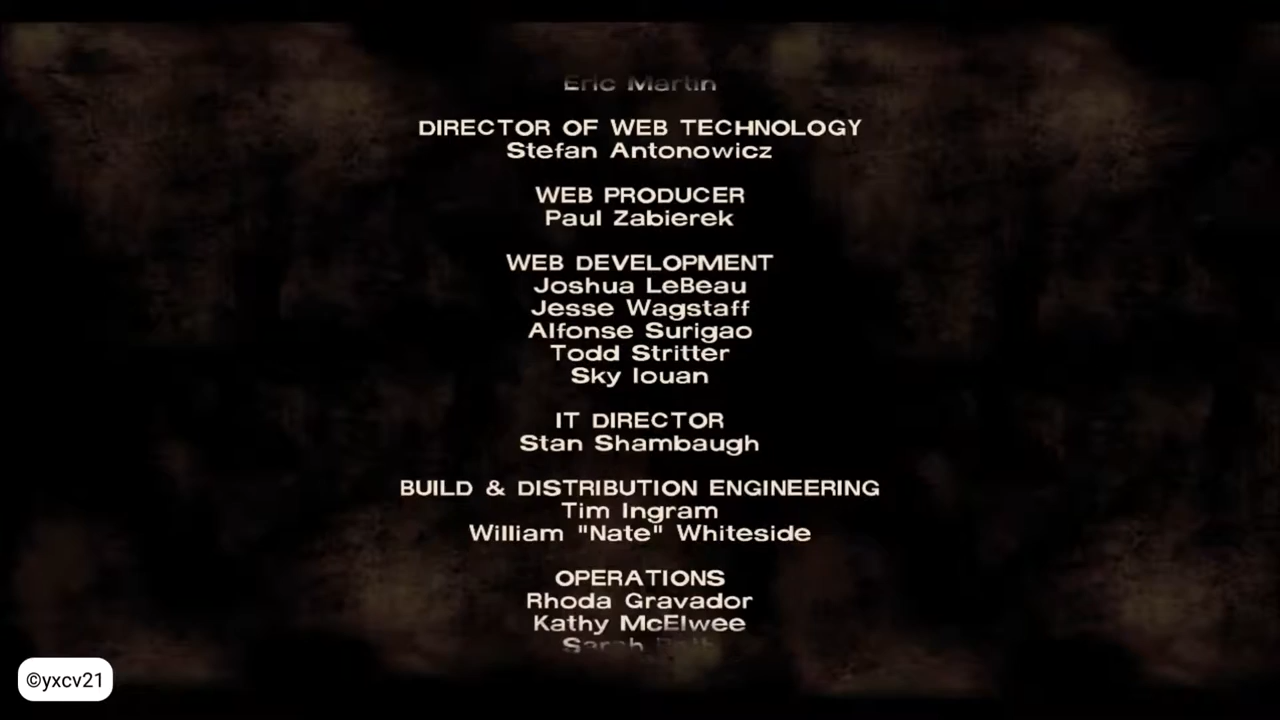 Eric Martin
DIRECTOR OF WEB TECHNOLOGY
Stefan Antonowicz
WEB PRODUCER
Paul Zabierek
WEB DEVELOPMENT
Joshua LeBeau
Jesse Wagstaff
Alfonse Surigao
Todd Stritter
Sky Iouan
IT DIRECTOR
Stan Shambaugh
BUILD & DISTRIBUTION ENGINEERING
Tim Ingram
William "Nate" Whiteside
OPERATIONS
Rhoda Gravador
Kathy McElwee
Sarah
©yxcv21